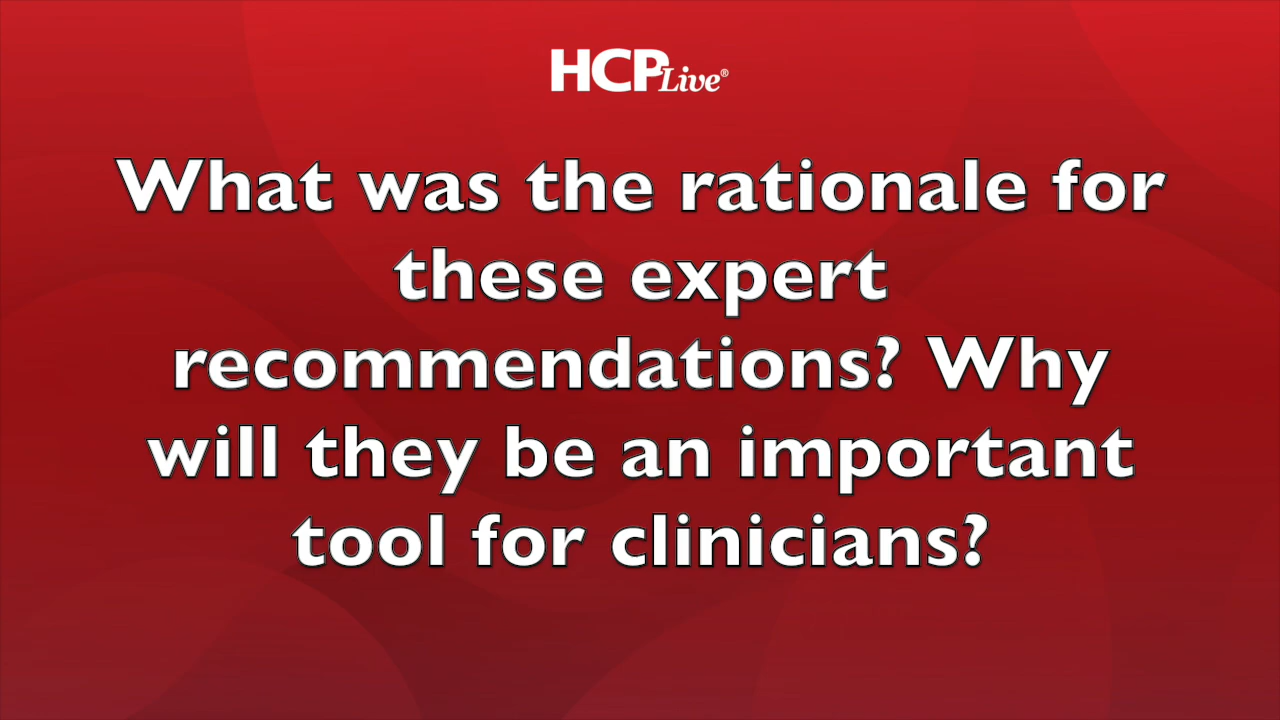 HCPLive®
What was the rationale for
these expert
recommendations? Why
will they be an important
tool for clinicians?